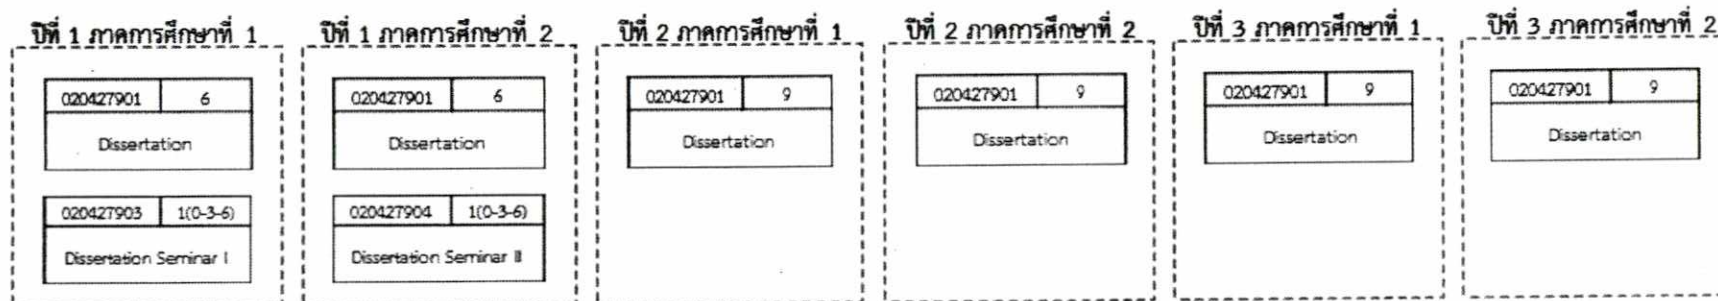 ปีที่ 1 ภาคการศึกษาที่ 1
020427901 6
Dissertation
020427903 1(0-3-6)
Dissertation Seminar I
ปีที่ 1 ภาคการศึกษาที่ 2
020427901 6
Dissertation
020427904 1(0-3-6)
Dissertation Seminar II
ปีที่ 2 ภาคการศึกษาที่ 1
020427901 9
Dissertation
ปีที่ 2 ภาคการศึกษาที่ 2
020427901 9
Dissertation
ปีที่ 3 ภาคการศึกษาที่ 1
020427901 9
Dissertation
ปีที่ 3 ภาคการศึกษาที่ 2
020427901 9
Dissertation